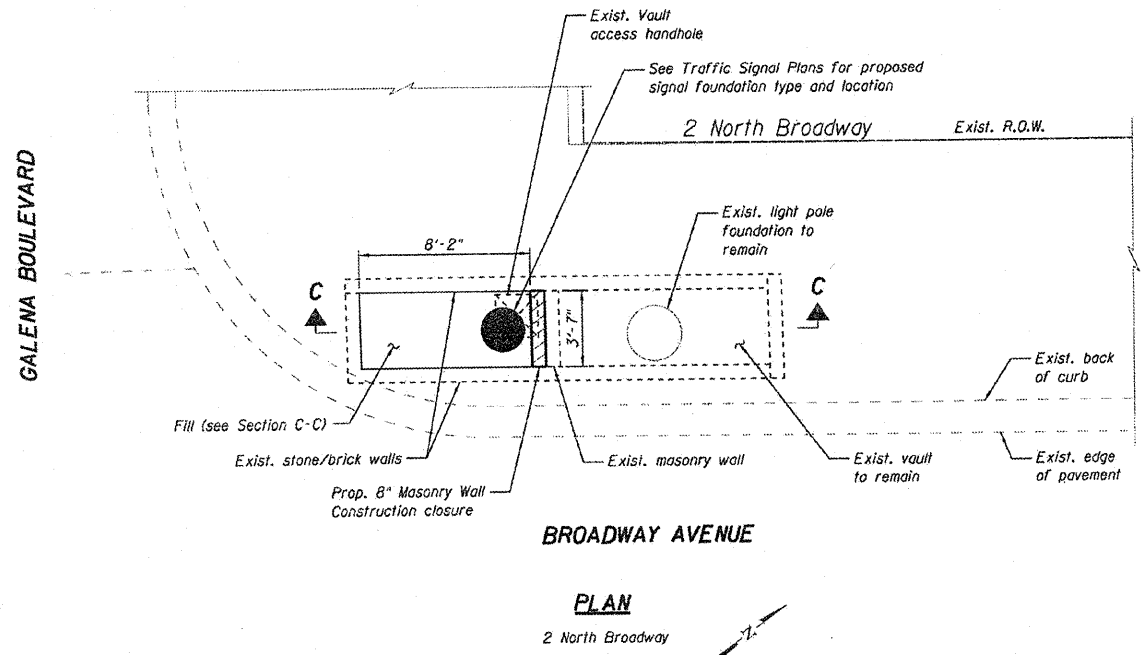 Exist. Vault
access handhole
See Traffic Signal Plans for proposed
signal foundation type and location
2 North Broadway
Exist. R.O.W.
GALENA BOULEVARD
Exist. light pole
foundation to
remain
8'-2"
C
C
3'-7"
Exist. back
of curb
Fill (see Section C-C)
Exist. stone/brick walls
Exist. masonry wall
Exist. vault
to remain
Exist. edge
of pavement
Prop. 8" Masonry Wall
Construction closure
BROADWAY AVENUE
PLAN
2 North Broadway
N